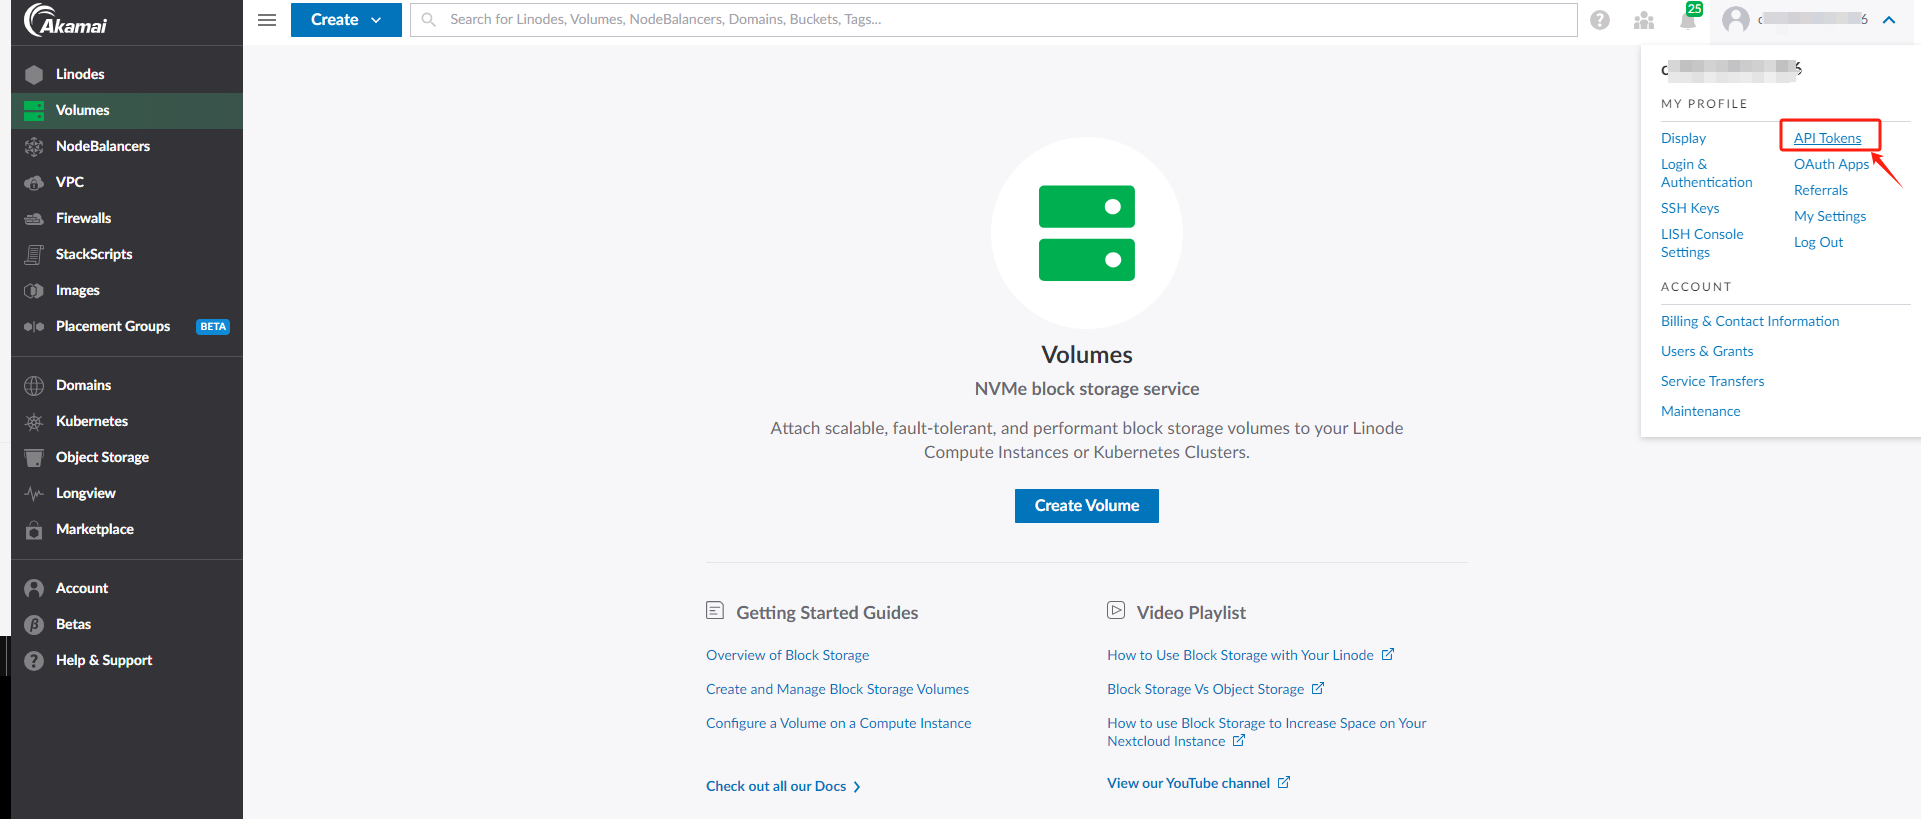 Akamai
Create
Search for Linodes, Volumes, NodeBalancers, Domains, Buckets, Tags...
25
Linodes
Volumes
NodeBalancers
VPC
Firewalls
StackScripts
Images
Placement Groups BETA
Domains
Kubernetes
Object Storage
Longview
Marketplace
Account
Betas
Help & Support
Volumes
NVMe block storage service
Attach scalable, fault-tolerant, and performant block storage volumes to your Linode
Compute Instances or Kubernetes Clusters.
Create Volume
Getting Started Guides
Overview of Block Storage
Create and Manage Block Storage Volumes
Configure a Volume on a Compute Instance
Check out all our Docs
Video Playlist
How to Use Block Storage with Your Linode
Block Storage Vs Object Storage
How to use Block Storage to Increase Space on Your
Nextcloud Instance
View our YouTube channel
MY PROFILE
Display
Login &
Authentication
SSH Keys
LISH Console
Settings
API Tokens
OAuth Apps
Referrals
My Settings
Log Out
ACCOUNT
Billing & Contact Information
Users & Grants
Service Transfers
Maintenance